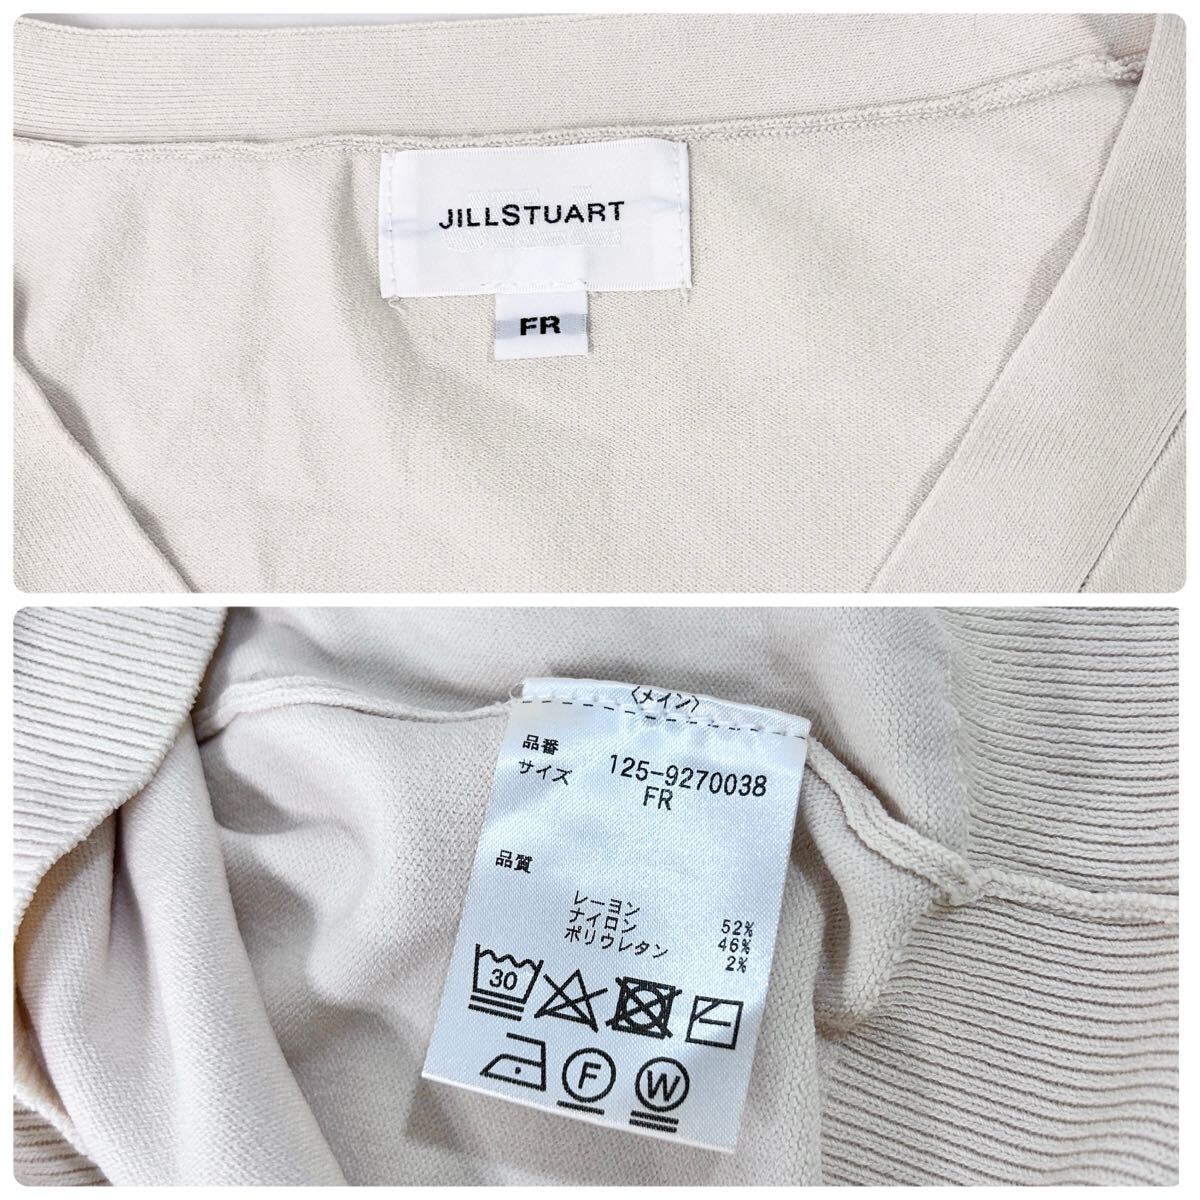 JILLSTUART
FR
〈メイン〉
品番 125-9270038
サイズ FR
品質
レーヨン 52%
ナイロン 46%
ポリウレタン 2%
30
F W